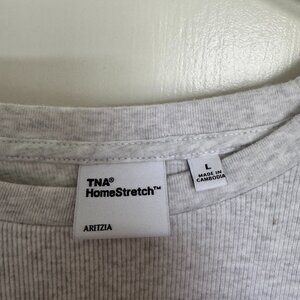 TNA®
HomeStretch™
ARITZIA
L
MADE IN
CAMBODIA